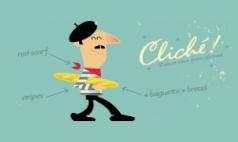 Cliché!
red scarf
stripes
a baguette = bread